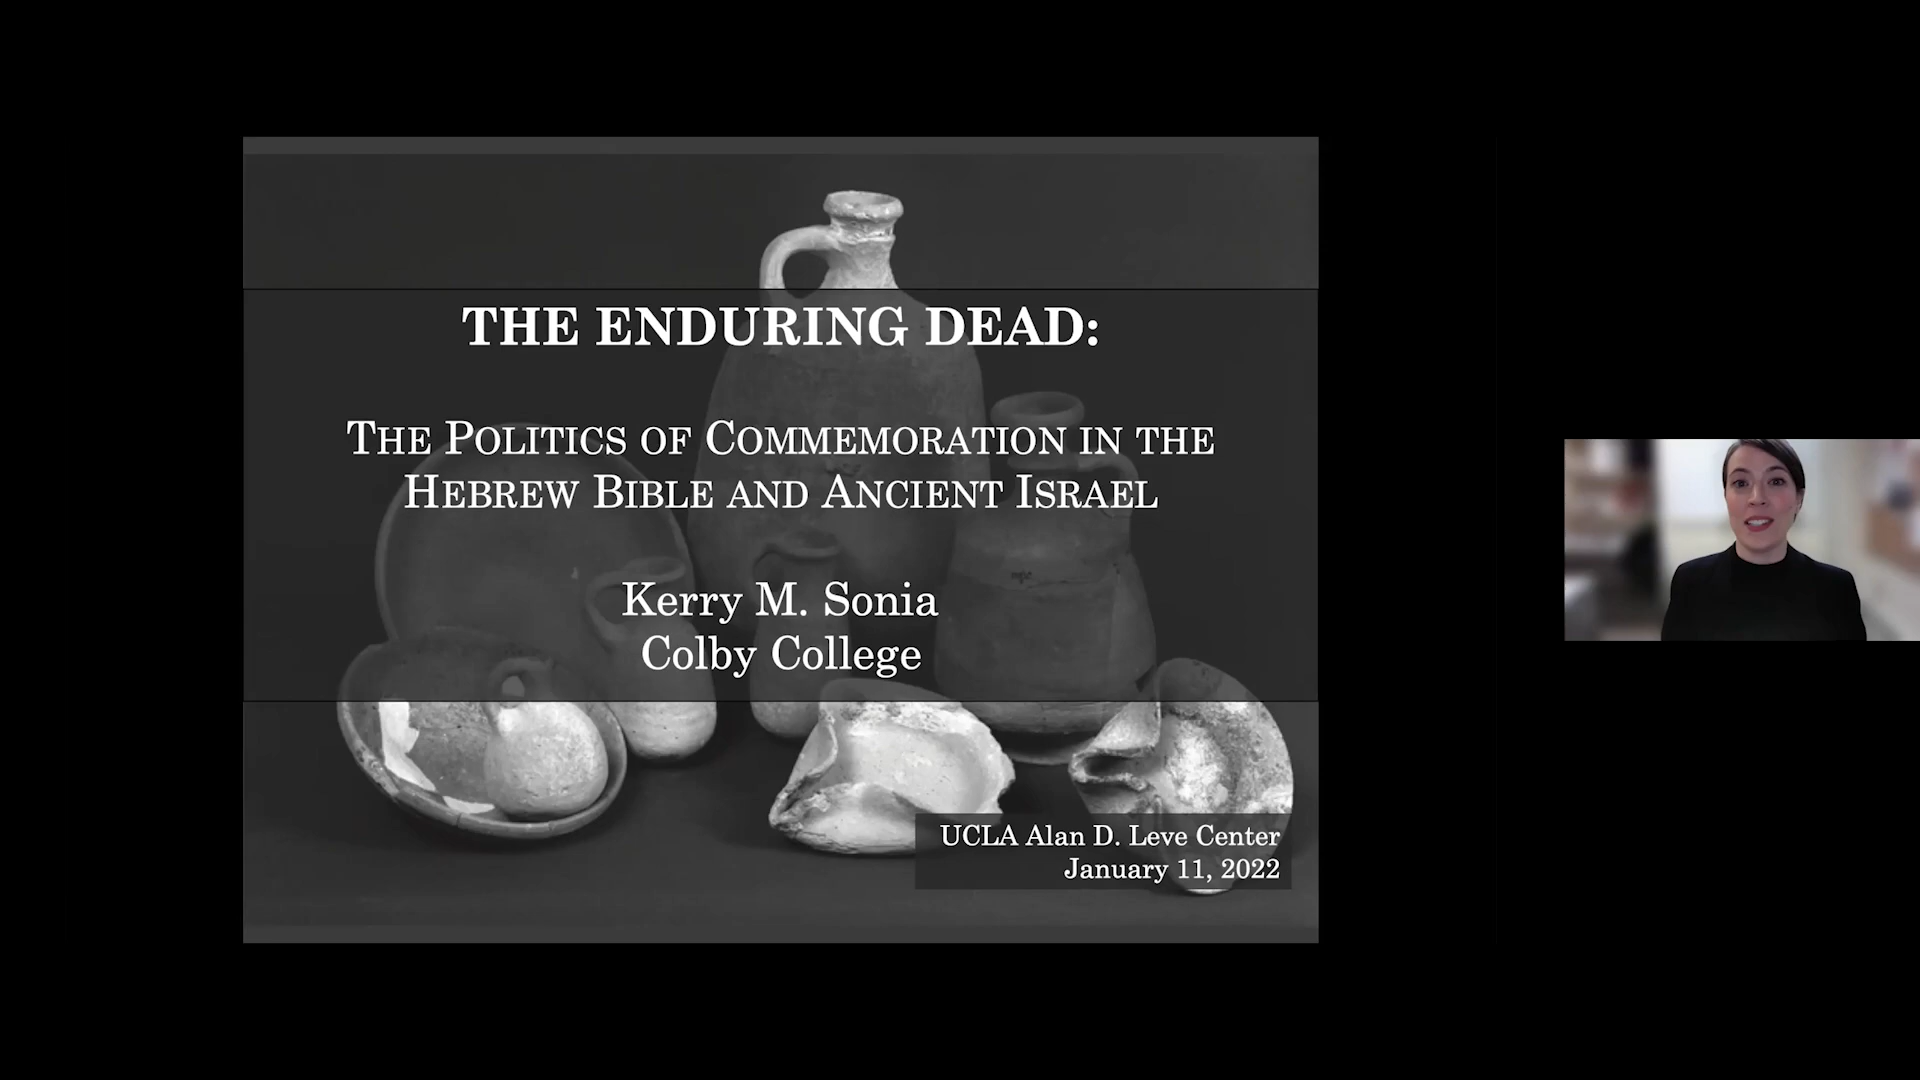 THE ENDURING DEAD:
THE POLITICS OF COMMEMORATION IN THE
HEBREW BIBLE AND ANCIENT ISRAEL
Kerry M. Sonia
Colby College
UCLA Alan D. Leve Center
January 11, 2022